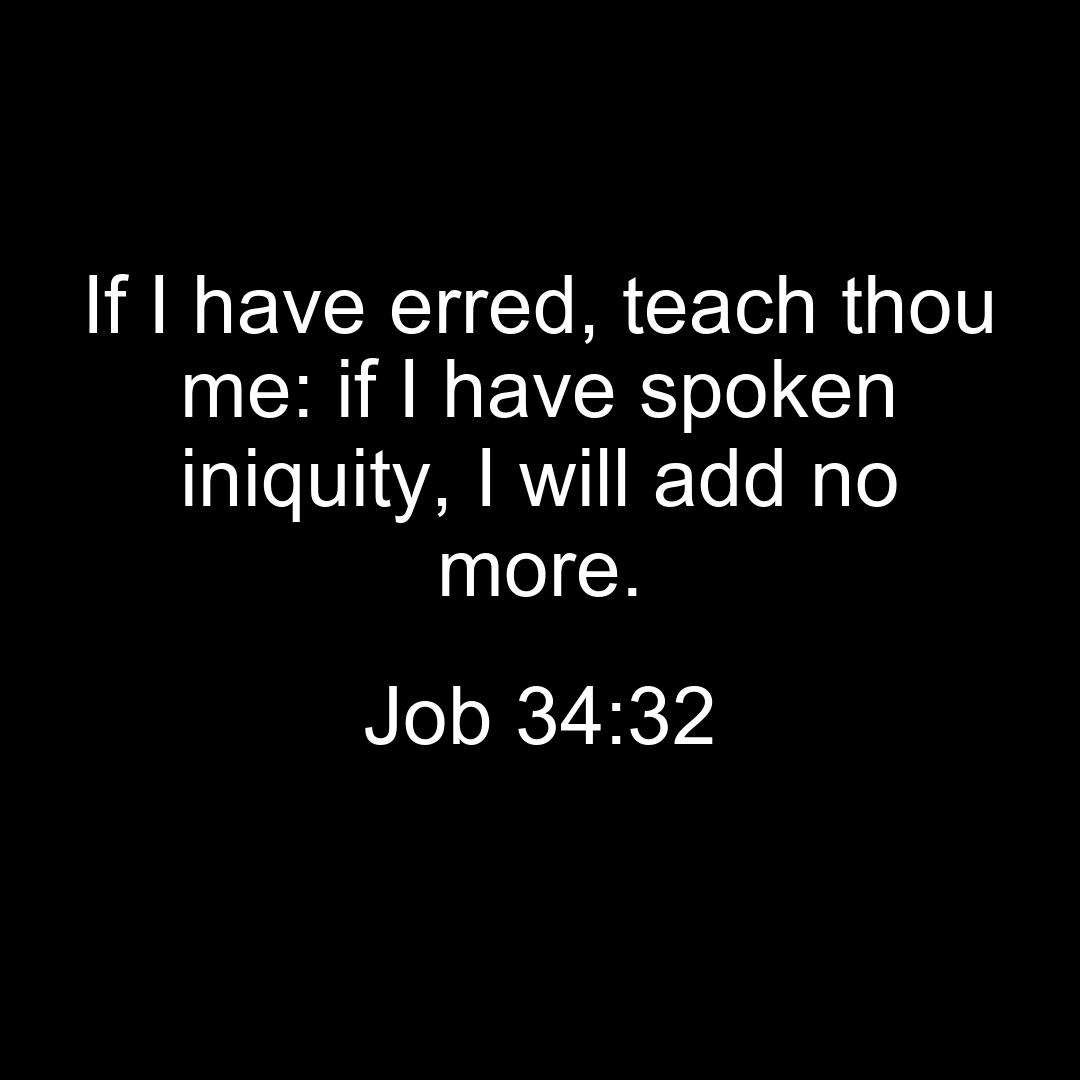 If I have erred, teach thou
me: if I have spoken
iniquity, I will add no
more.
Job 34:32